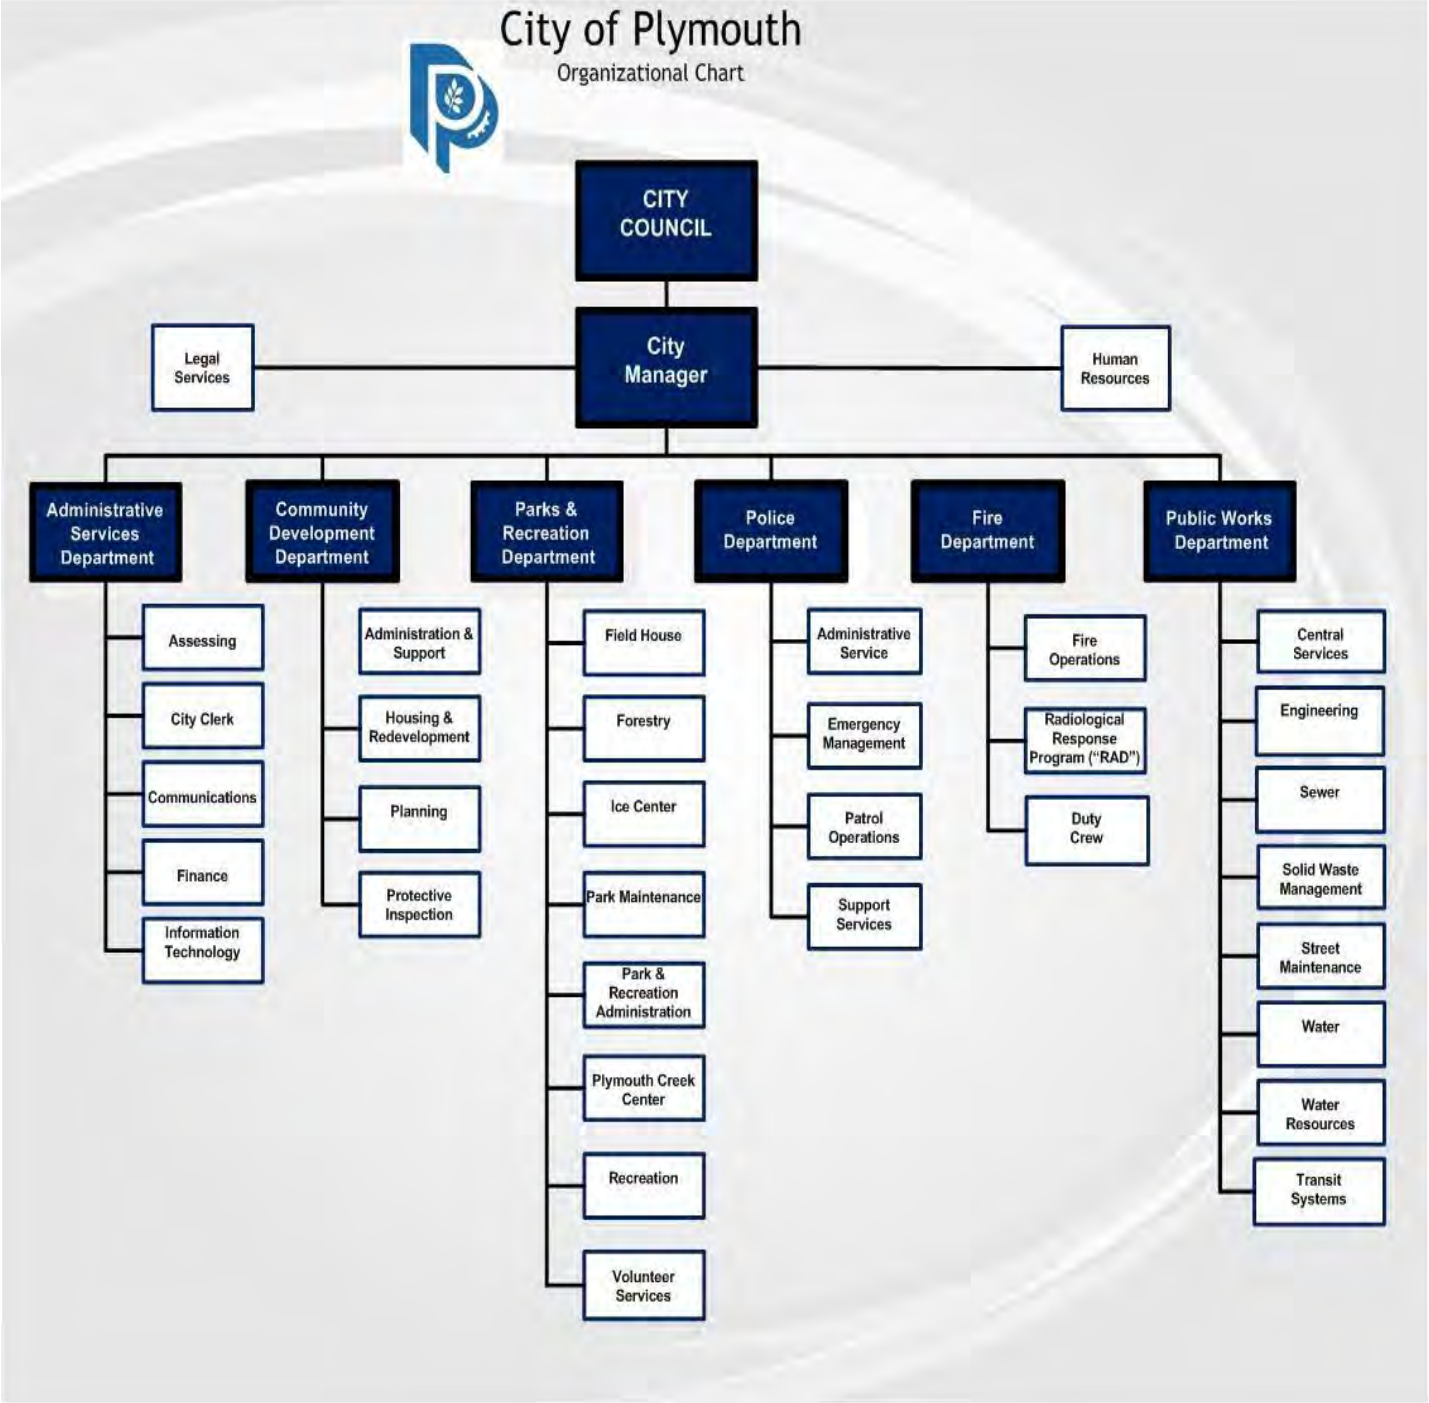 City of Plymouth
Organizational Chart
CITY
COUNCIL
City
Manager
Legal
Services
Human
Resources
Administrative
Services
Department
Community
Development
Department
Parks &
Recreation
Department
Police
Department
Fire
Department
Public Works
Department
Assessing
City Clerk
Communications
Finance
Information
Technology
Administration &
Support
Housing &
Redevelopment
Planning
Protective
Inspection
Field House
Forestry
Ice Center
Park Maintenance
Park &
Recreation
Administration
Plymouth Creek
Center
Recreation
Volunteer
Services
Administrative
Service
Emergency
Management
Patrol
Operations
Support
Services
Fire
Operations
Radiological
Response
Program (“RAD”)
Duty
Crew
Central
Services
Engineering
Sewer
Solid Waste
Management
Street
Maintenance
Water
Water
Resources
Transit
Systems